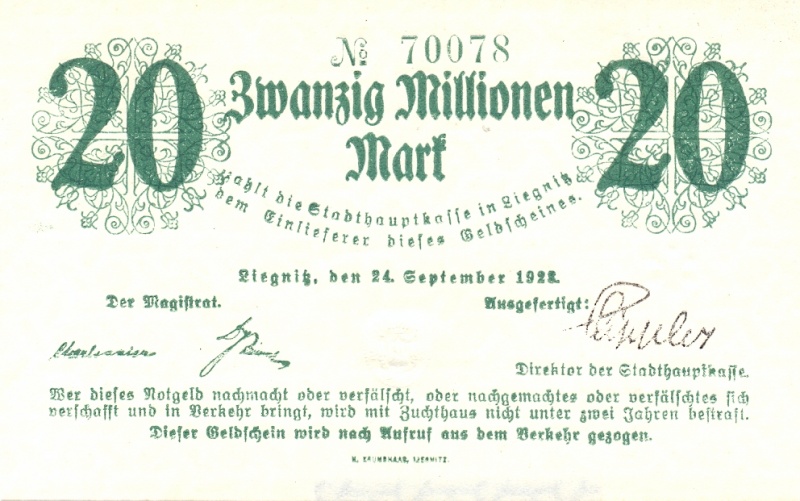 № 70078
20 Zwanzig Millionen 20
Mark
zahlt die Stadthauptkasse in Liegnitz
dem Einlieferer dieses Geldscheines.
Liegnitz, den 24. September 1923.
Der Magistrat. Ausgefertigt:
Direktor der Stadthauptkasse.
Wer dieses Notgeld nachmacht oder verfälscht, oder nachgemachtes oder verfälschtes sich
verschafft und in Verkehr bringt, wird mit Zuchthaus nicht unter zwei Jahren bestraft.
Dieser Geldschein wird nach Aufruf aus dem Verkehr gezogen.
LIEGNITZ.